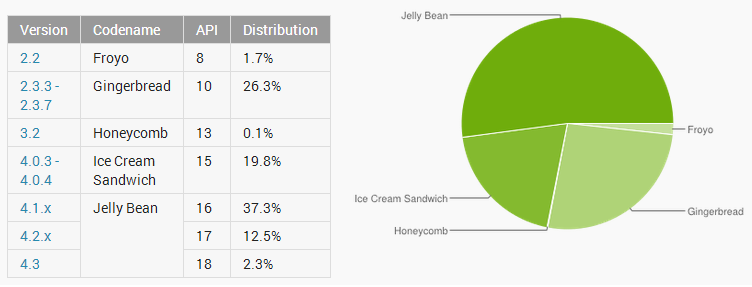 Version Codename API Distribution
2.2 Froyo 8 1.7%
2.3.3 - Gingerbread 10 26.3%
2.3.7
3.2 Honeycomb 13 0.1%
4.0.3 - Ice Cream 15 19.8%
4.0.4 Sandwich
4.1.x Jelly Bean 16 37.3%
4.2.x 17 12.5%
4.3 18 2.3%
Jelly Bean
Froyo
Ice Cream Sandwich
Gingerbread
Honeycomb